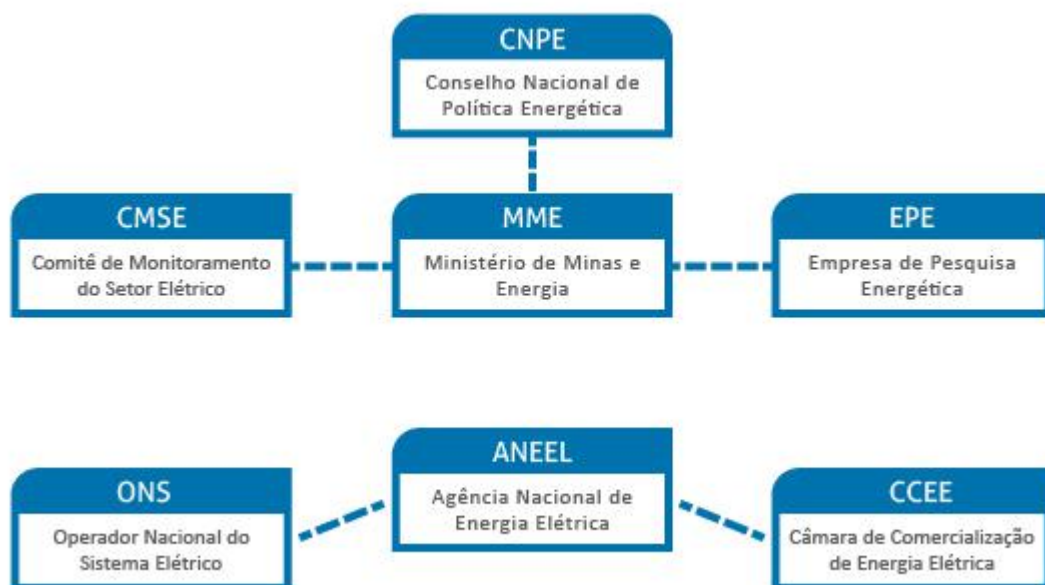 CNPE
Conselho Nacional de
Política Energética
CMSE
Comitê de Monitoramento
do Setor Elétrico
MME
Ministério de Minas e
Energia
EPE
Empresa de Pesquisa
Energética
ONS
Operador Nacional do
Sistema Elétrico
ANEEL
Agência Nacional de
Energia Elétrica
CCEE
Câmara de Comercialização
de Energia Elétrica